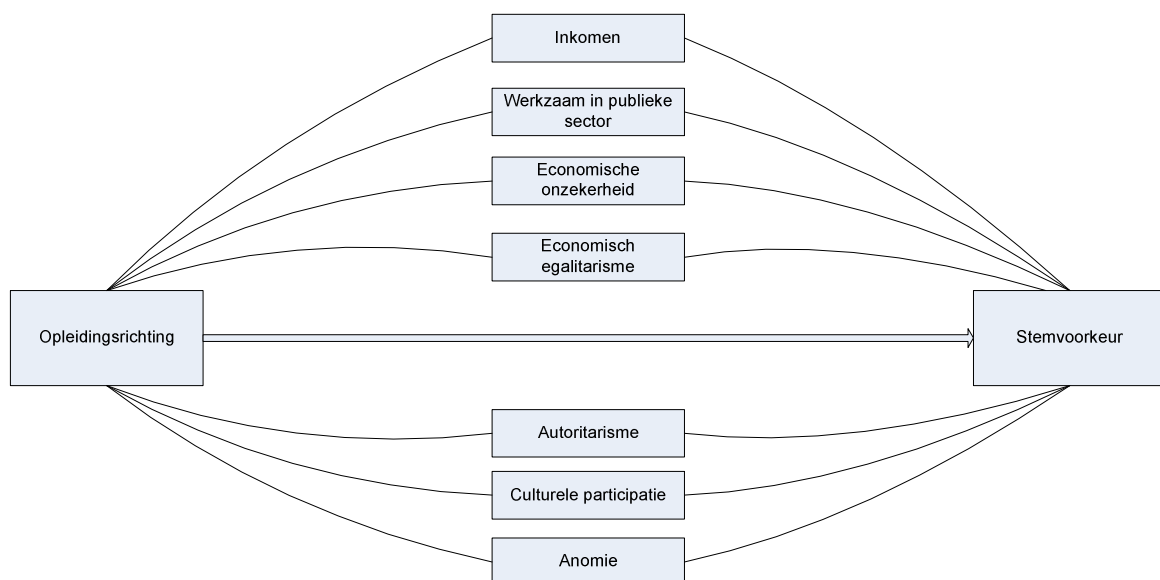 Inkomen
Werkzaam in publieke
sector
Economische
onzekerheid
Economisch
egalitarisme
Opleidingsrichting
Stemvoorkeur
Autoritarisme
Culturele participatie
Anomie